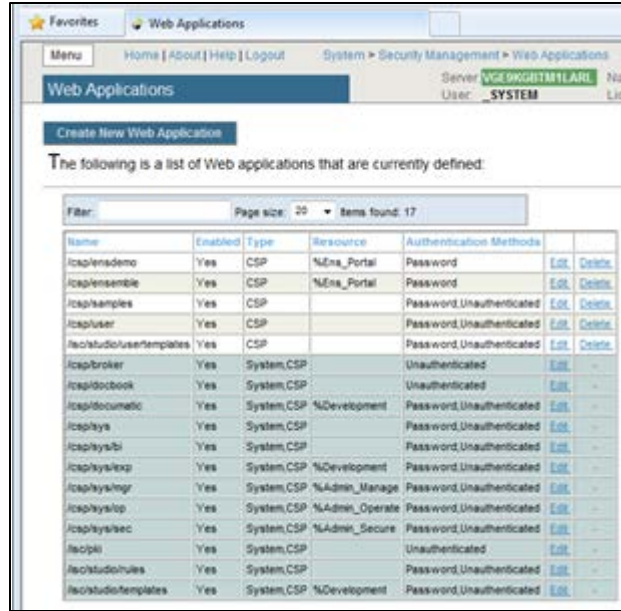 Favorites Web Applications
Menu Home | About | Help | Logout System > Security Management > Web Applications
Server VGE9KGBTM1LARL Na
Web Applications User: _SYSTEM Lic
Create New Web Application
The following is a list of Web applications that are currently defined:
Filter: Page size: 20 Items found: 17
Name Enabled Type Resource Authentication Methods
/csp/ensdemo Yes CSP %Ens_Portal Password Edit Delete
/csp/ensemble Yes CSP %Ens_Portal Password Edit Delete
/csp/samples Yes CSP Password,Unauthenticated Edit Delete
/csp/user Yes CSP Password,Unauthenticated Edit Delete
/isc/studio/usertemplates Yes CSP Password,Unauthenticated Edit Delete
/csp/broker Yes System,CSP Unauthenticated Edit -
/csp/docbook Yes System,CSP Unauthenticated Edit -
/csp/documatic Yes System,CSP %Development Password,Unauthenticated Edit -
/csp/sys Yes System,CSP Password,Unauthenticated Edit -
/csp/sys/bi Yes System,CSP Password,Unauthenticated Edit -
/csp/sys/exp Yes System,CSP %Development Password,Unauthenticated Edit -
/csp/sys/mgr Yes System,CSP %Admin_Manage Password,Unauthenticated Edit -
/csp/sys/op Yes System,CSP %Admin_Operate Password,Unauthenticated Edit -
/csp/sys/sec Yes System,CSP %Admin_Secure Password,Unauthenticated Edit -
/isc/pki Yes System,CSP Unauthenticated Edit -
/isc/studio/rules Yes System,CSP Password,Unauthenticated Edit -
/isc/studio/templates Yes System,CSP %Development Password,Unauthenticated Edit -